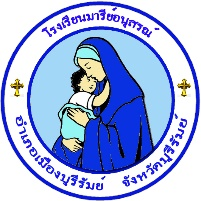 โรงเรียนมารีย์อนุสรณ์
อำเภอเมืองบุรีรัมย์ จังหวัดบุรีรัมย์